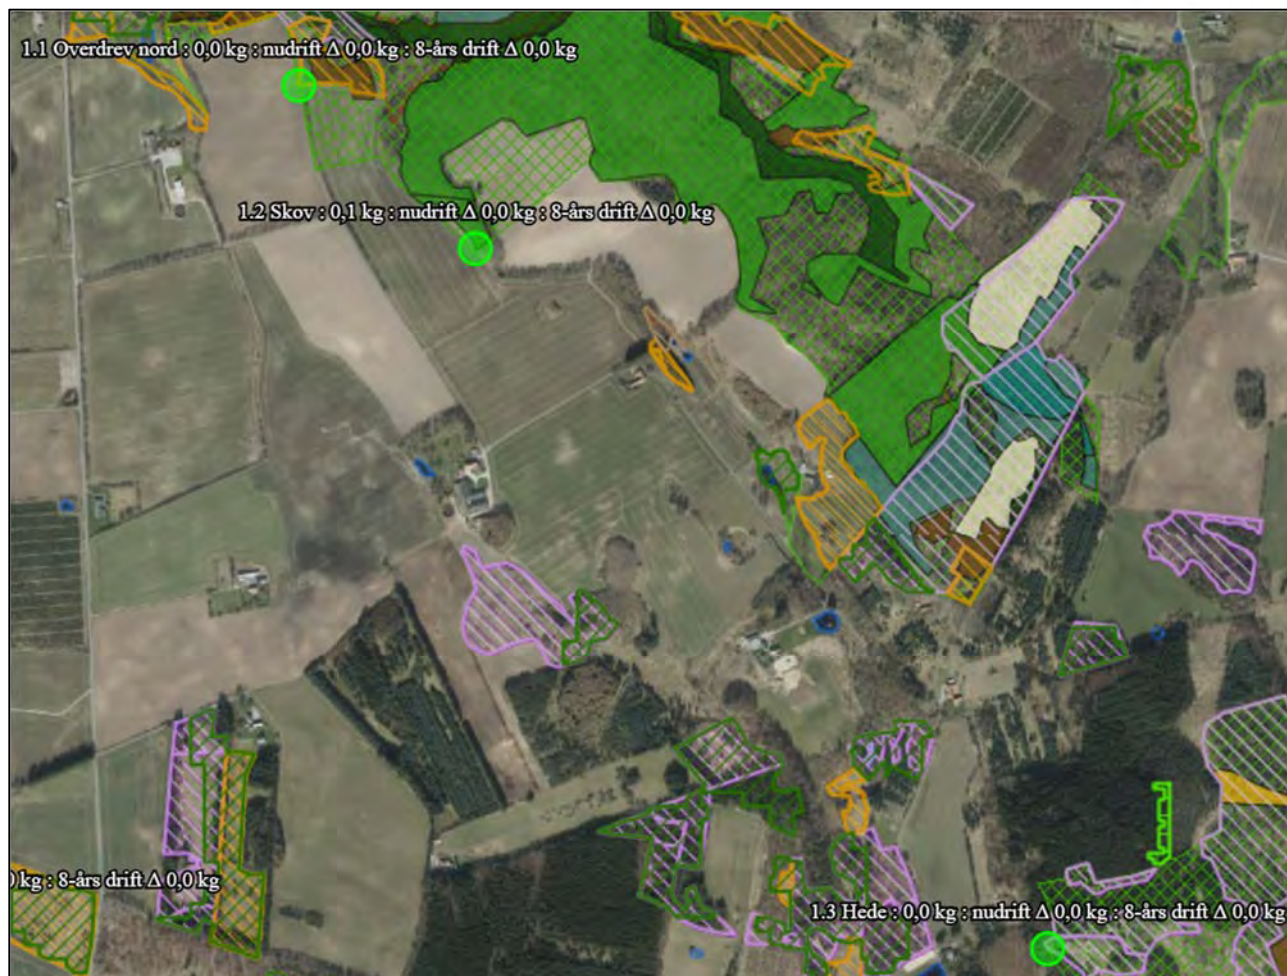 1.1 Overdrev nord : 0,0 kg : nudrift Δ 0,0 kg : 8-års drift Δ 0,0 kg
1.2 Skov : 0,1 kg : nudrift Δ 0,0 kg : 8-års drift Δ 0,0 kg
) kg : 8-års drift Δ 0,0 kg
1.3 Hede : 0,0 kg : nudrift Δ 0,0 kg : 8-års drift Δ 0,0 kg